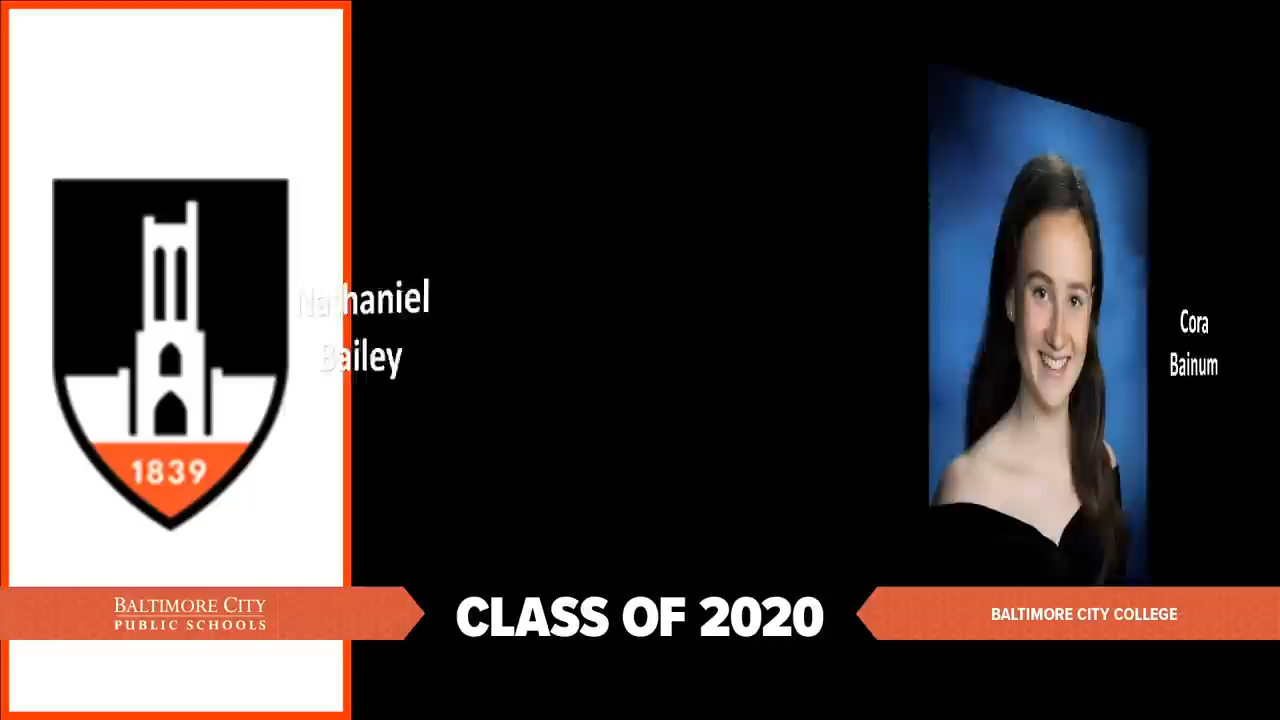 Nathaniel
Bailey
1839
Cora
Bainum
BALTIMORE CITY
PUBLIC SCHOOLS
CLASS OF 2020
BALTIMORE CITY COLLEGE